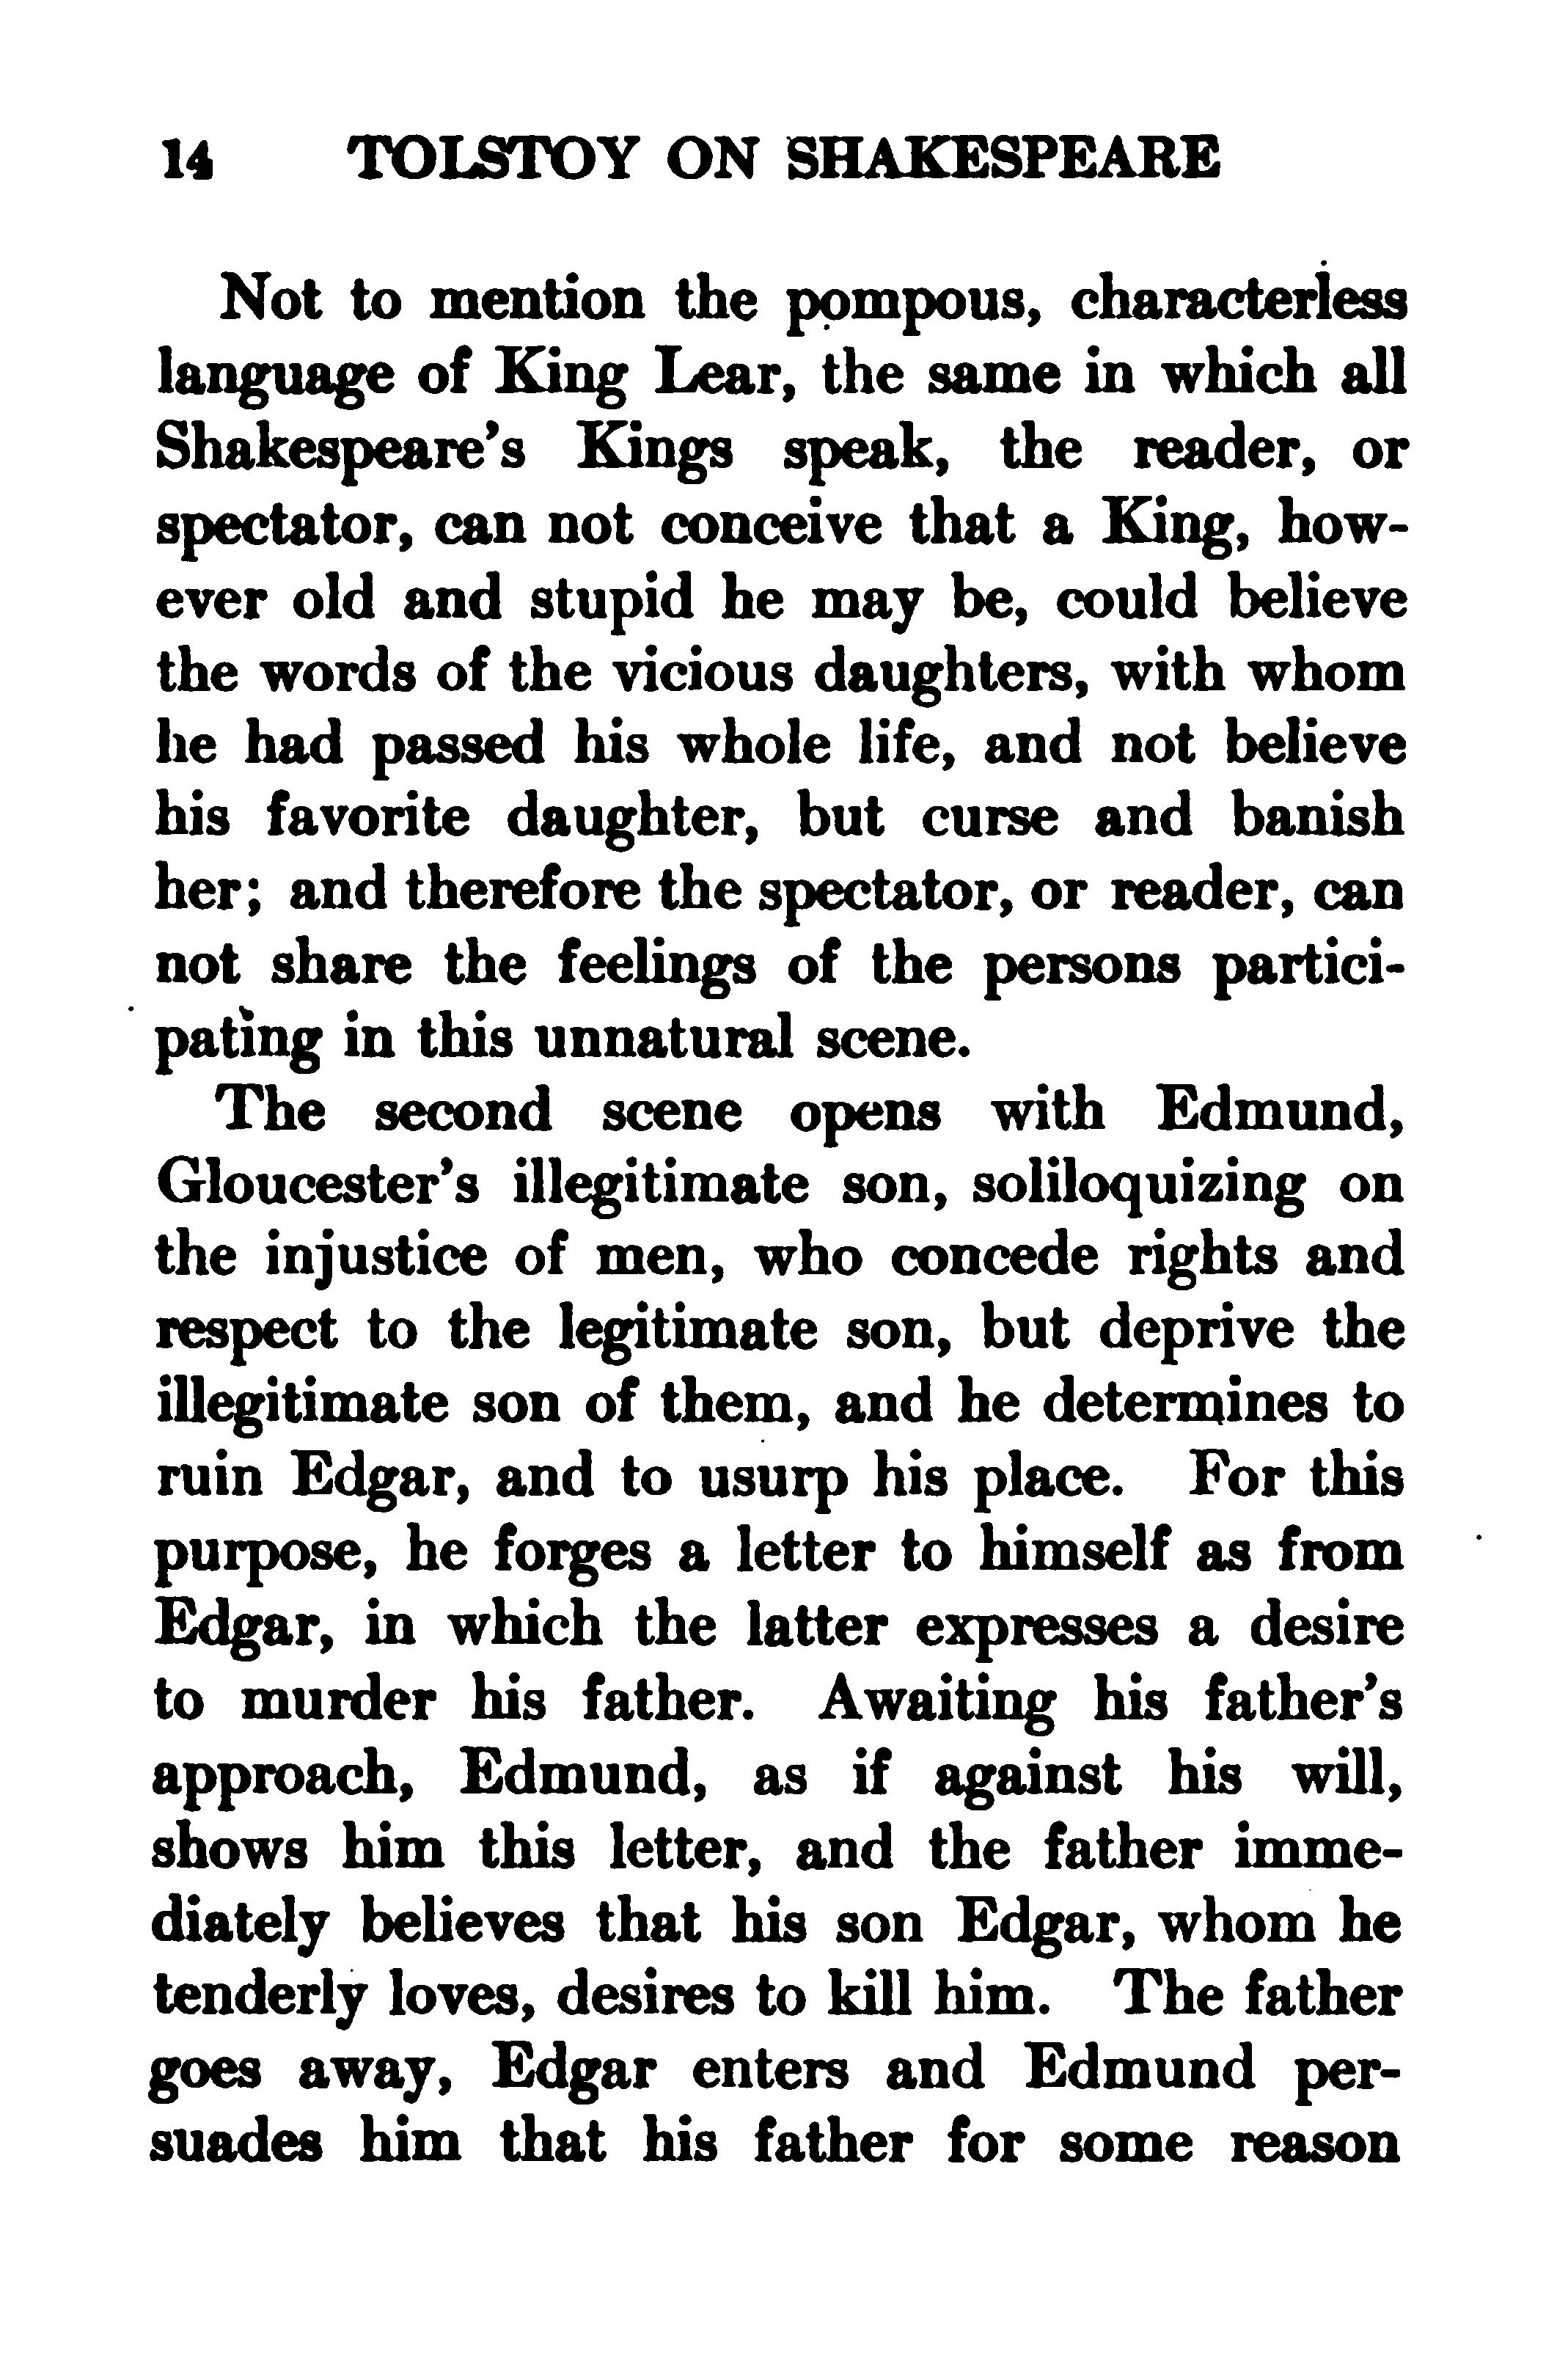 14 TOLSTOY ON SHAKESPEARE
Not to mention the pompous, characterless
language of King Lear, the same in which all
Shakespeare's Kings speak, the reader, or
spectator, can not conceive that a King, how-
ever old and stupid he may be, could believe
the words of the vicious daughters, with whom
he had passed his whole life, and not believe
his favorite daughter, but curse and banish
her; and therefore the spectator, or reader, can
not share the feelings of the persons partici-
pating in this unnatural scene.
The second scene opens with Edmund,
Gloucester's illegitimate son, soliloquizing on
the injustice of men, who concede rights and
respect to the legitimate son, but deprive the
illegitimate son of them, and he determines to
ruin Edgar, and to usurp his place. For this
purpose, he forges a letter to himself as from
Edgar, in which the latter expresses a desire
to murder his father. Awaiting his father's
approach, Edmund, as if against his will,
shows him this letter, and the father imme-
diately believes that his son Edgar, whom he
tenderly loves, desires to kill him. The father
goes away, Edgar enters and Edmund per-
suades him that his father for some reason